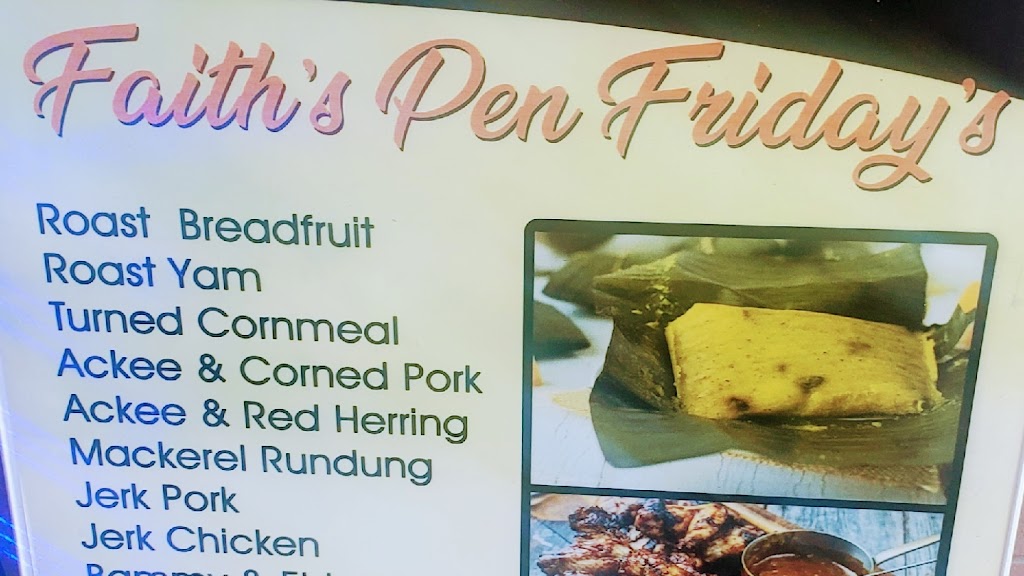 Faith's Pen Friday's
Roast Breadfruit
Roast Yam
Turned Cornmeal
Ackee & Corned Pork
Ackee & Red Herring
Mackerel Rundung
Jerk Pork
Jerk Chicken
&